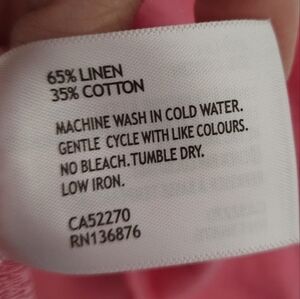 65% LINEN
35% COTTON
MACHINE WASH IN COLD WATER.
GENTLE CYCLE WITH LIKE COLOURS.
NO BLEACH. TUMBLE DRY.
LOW IRON.
CA52270
RN136876